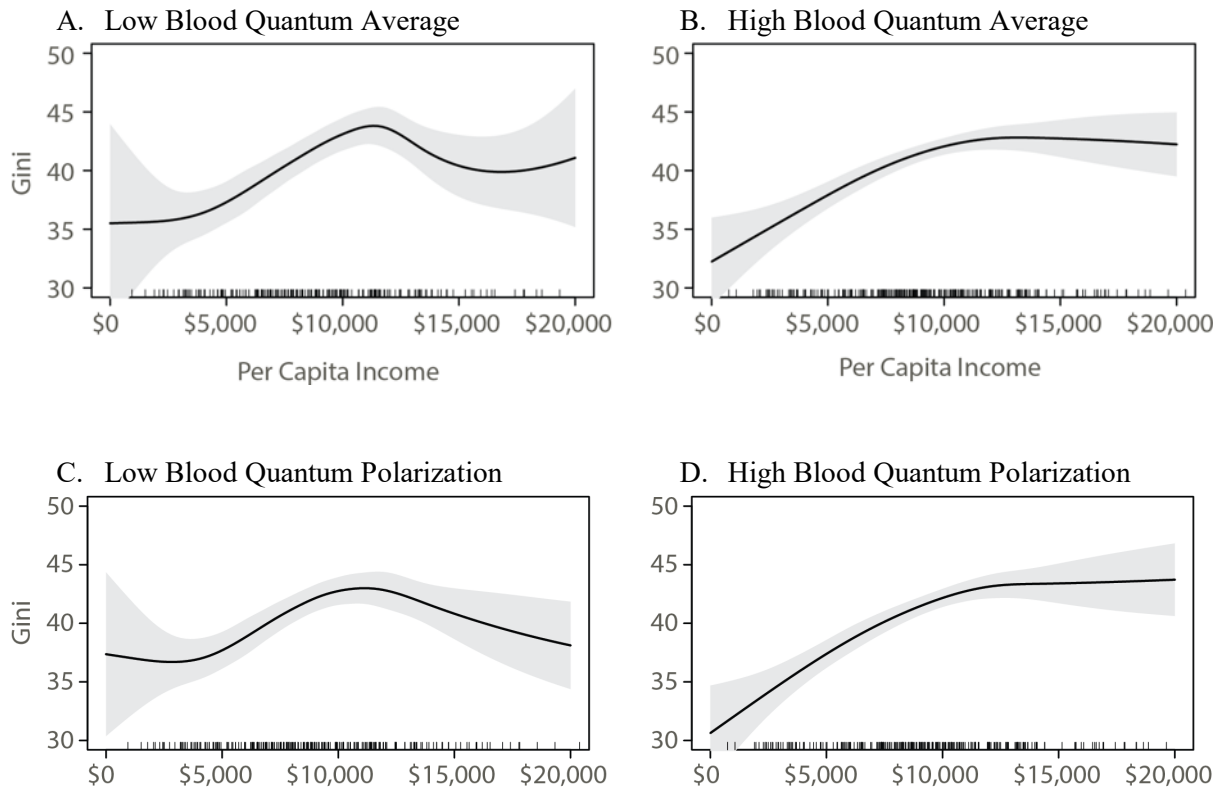 A. Low Blood Quantum Average
50
45
40
35
30
Gini
$0 $5,000 $10,000 $15,000 $20,000
Per Capita Income
B. High Blood Quantum Average
50
45
40
35
30
$0 $5,000 $10,000 $15,000 $20,000
Per Capita Income
C. Low Blood Quantum Polarization
50
45
40
35
30
Gini
$0 $5,000 $10,000 $15,000 $20,000
D. High Blood Quantum Polarization
50
45
40
35
30
$0 $5,000 $10,000 $15,000 $20,000